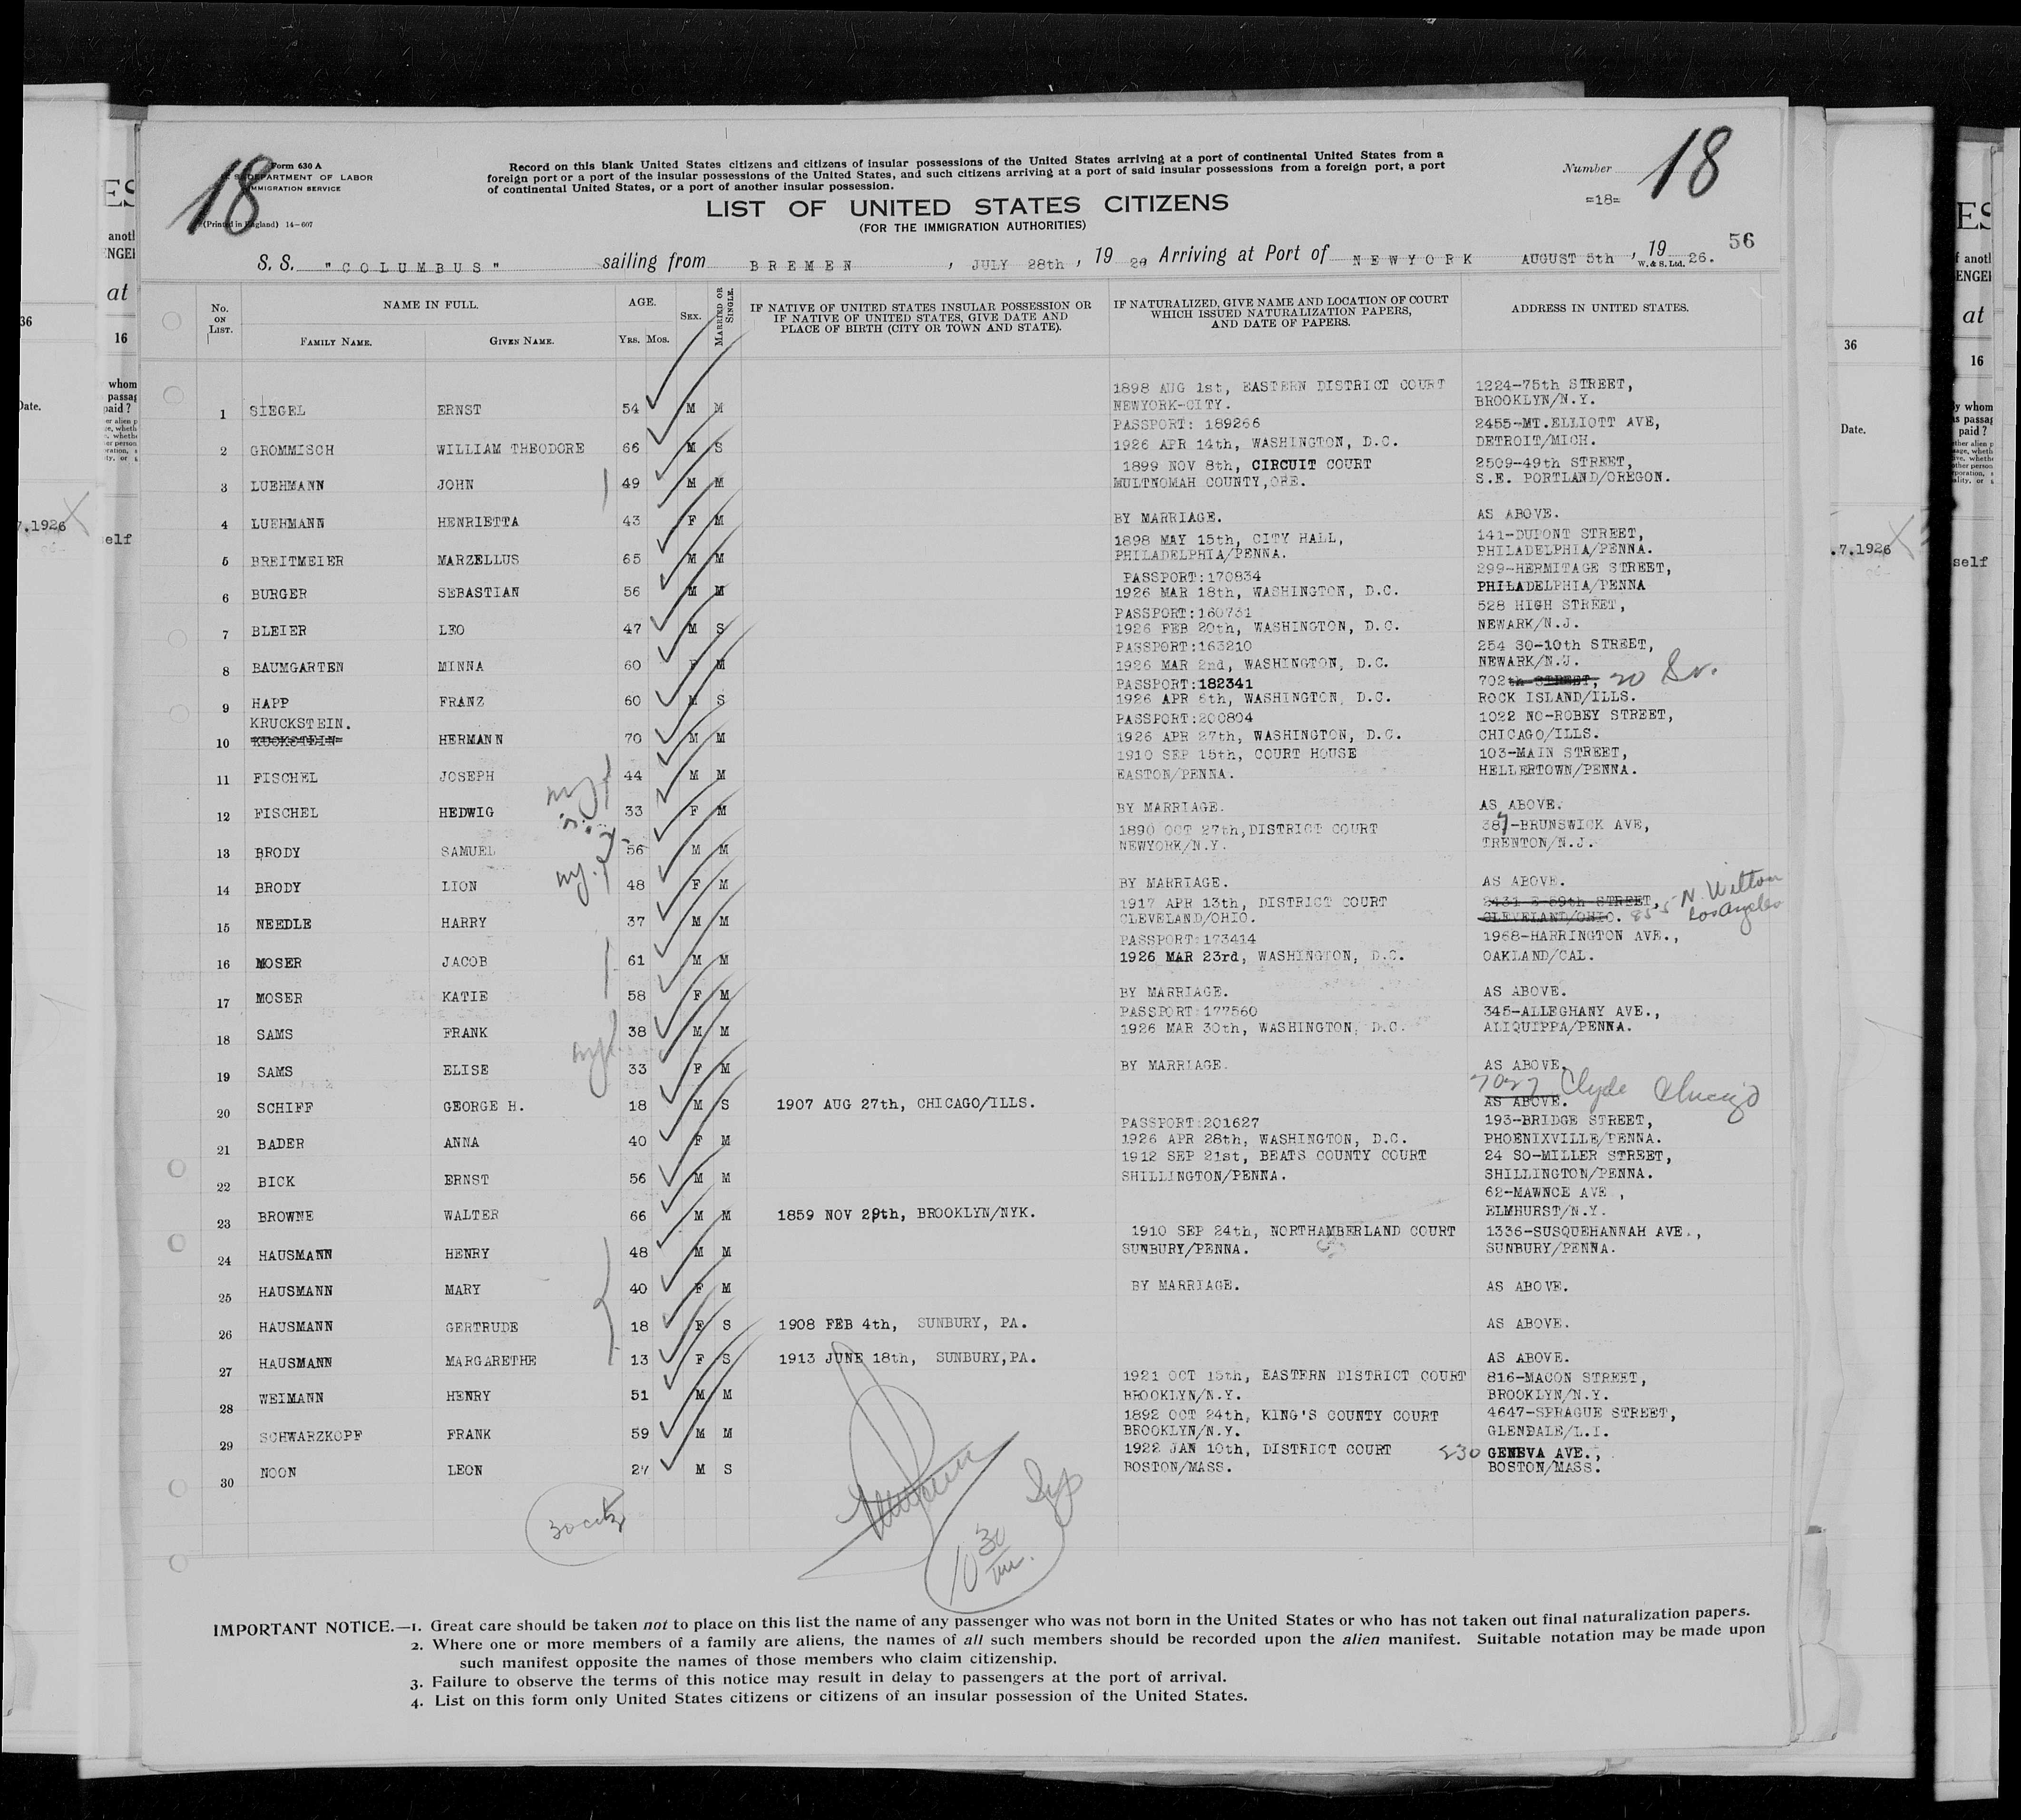 18
Form 630 A
DEPARTMENT OF LABOR
IMMIGRATION SERVICE
(Printed in England) 14-607
Record on this blank United States citizens and citizens of insular possessions of the United States arriving at a port of continental United States from a
foreign port or a port of the insular possessions of the United States, and such citizens arriving at a port of said insular possessions from a foreign port, a port
of continental United States, or a port of another insular possession.
LIST OF UNITED STATES CITIZENS
(FOR THE IMMIGRATION AUTHORITIES)
Number 18
=18=
56
S. S. "COLUMBUS" sailing from BREMEN, JULY 28th, 19 26 Arriving at Port of NEWYORK AUGUST 5th, 19 26.
W. & S. Ltd.
No. ON LIST. NAME IN FULL. FAMILY NAME. GIVEN NAME. AGE. YRS. MOS. SEX. MARRIED OR SINGLE. IF NATIVE OF UNITED STATES INSULAR POSSESSION OR IF NATIVE OF UNITED STATES, GIVE DATE AND PLACE OF BIRTH (CITY OR TOWN AND STATE). IF NATURALIZED, GIVE NAME AND LOCATION OF COURT WHICH ISSUED NATURALIZATION PAPERS, AND DATE OF PAPERS. ADDRESS IN UNITED STATES.
1898 AUG 1st, EASTERN DISTRICT COURT 1224-75th STREET,
1 SIEGEL ERNST 54 M M NEWYORK-CITY. BROOKLYN/N.Y.
PASSPORT: 189266 2455-MT.ELLIOTT AVE,
2 GROMMISCH WILLIAM THEODORE 66 M S 1926 APR 14th, WASHINGTON, D.C. DETROIT/MICH.
1899 NOV 8th, CIRCUIT COURT 2509-49th STREET,
3 LUEHMANN JOHN 49 M M MULTNOMAH COUNTY,ORE. S.E. PORTLAND/OREGON.
4 LUEHMANN HENRIETTA 43 F M BY MARRIAGE. AS ABOVE.
1898 MAY 15th, CITY HALL, 141-DUPONT STREET,
5 BREITMEIER MARZELLUS 65 M M PHILADELPHIA/PENNA. PHILADELPHIA/PENNA.
PASSPORT:170834 299-HERMITAGE STREET,
6 BURGER SEBASTIAN 56 M M 1926 MAR 18th, WASHINGTON, D.C. PHILADELPHIA/PENNA
PASSPORT:160731 528 HIGH STREET,
7 BLEIER LEO 47 M S 1926 FEB 20th, WASHINGTON, D.C. NEWARK/N.J.
PASSPORT:163210 254 SO-10th STREET,
8 BAUMGARTEN MINNA 60 F M 1926 MAR 2nd, WASHINGTON, D.C. NEWARK/N.J.
PASSPORT:182341 702th STREET, 20
9 HAPP FRANZ 60 M S 1926 APR 6th, WASHINGTON, D.C. ROCK ISLAND/ILLS.
KRUCKSTEIN. PASSPORT:200804 1022 NO-ROBEY STREET,
10 KUCKSTEIN HERMANN 70 M M 1926 APR 27th, WASHINGTON, D.C. CHICAGO/ILLS.
1910 SEP 15th, COURT HOUSE 103-MAIN STREET,
11 FISCHEL JOSEPH 44 M M EASTON/PENNA. HELLERTOWN/PENNA.
12 FISCHEL HEDWIG 33 F M BY MARRIAGE. AS ABOVE.
1890 OCT 27th,DISTRICT COURT 387-BRUNSWICK AVE,
13 BRODY SAMUEL 56 M M NEWYORK/N.Y. TRENTON/N.J.
14 BRODY LION 48 F M BY MARRIAGE. AS ABOVE.
1917 APR 13th, DISTRICT COURT 2431 E 59th STREET, 855 N. Wilton
15 NEEDLE HARRY 37 M M CLEVELAND/OHIO. CLEVELAND/OHIO. Los Angeles
PASSPORT:173414 1968-HARRINGTON AVE.,
16 MOSER JACOB 61 M M 1926 MAR 23rd, WASHINGTON, D.C. OAKLAND/CAL.
17 MOSER KATIE 58 F M BY MARRIAGE. AS ABOVE.
PASSPORT:177560 345-ALLEGHANY AVE.,
18 SAMS FRANK 38 M M 1926 MAR 30th, WASHINGTON, D.C. ALIQUIPPA/PENNA.
19 SAMS ELISE 33 F M BY MARRIAGE. AS ABOVE.
7027 Clyde Chicago
20 SCHIFF GEORGE H. 18 M S 1907 AUG 27th, CHICAGO/ILLS. AS ABOVE.
PASSPORT:201627 193-BRIDGE STREET,
21 BADER ANNA 40 F M 1926 APR 28th, WASHINGTON, D.C. PHOENIXVILLE/PENNA.
1912 SEP 21st, BEATS COUNTY COURT 24 SO-MILLER STREET,
22 BICK ERNST 56 M M SHILLINGTON/PENNA. SHILLINGTON/PENNA.
62-MAWNCE AVE ,
23 BROWNE WALTER 66 M M 1859 NOV 29th, BROOKLYN/NYK. ELMHURST/N.Y.
1910 SEP 24th, NORTHAMBERLAND COURT 1336-SUSQUEHANNAH AVE.,
24 HAUSMANN HENRY 48 M M SUNBURY/PENNA. SUNBURY/PENNA.
25 HAUSMANN MARY 40 F M BY MARRIAGE. AS ABOVE.
26 HAUSMANN GERTRUDE 18 F S 1908 FEB 4th, SUNBURY, PA. AS ABOVE.
27 HAUSMANN MARGARETHE 13 F S 1913 JUNE 18th, SUNBURY,PA. AS ABOVE.
1921 OCT 15th, EASTERN DISTRICT COURT 816-MACON STREET,
28 WEIMANN HENRY 51 M M BROOKLYN/N.Y. BROOKLYN/N.Y.
1892 OCT 24th, KING'S COUNTY COURT 4647-SPRAGUE STREET,
29 SCHWARZKOPF FRANK 59 M M BROOKLYN/N.Y. GLENDALE/L.I.
1922 JAN 10th, DISTRICT COURT 230 GENEVA AVE.,
30 NOON LEON 27 M S BOSTON/MASS. BOSTON/MASS.
30 citz
10 30
IMPORTANT NOTICE.—1. Great care should be taken not to place on this list the name of any passenger who was not born in the United States or who has not taken out final naturalization papers.
2. Where one or more members of a family are aliens, the names of all such members should be recorded upon the alien manifest. Suitable notation may be made upon
such manifest opposite the names of those members who claim citizenship.
3. Failure to observe the terms of this notice may result in delay to passengers at the port of arrival.
4. List on this form only United States citizens or citizens of an insular possession of the United States.